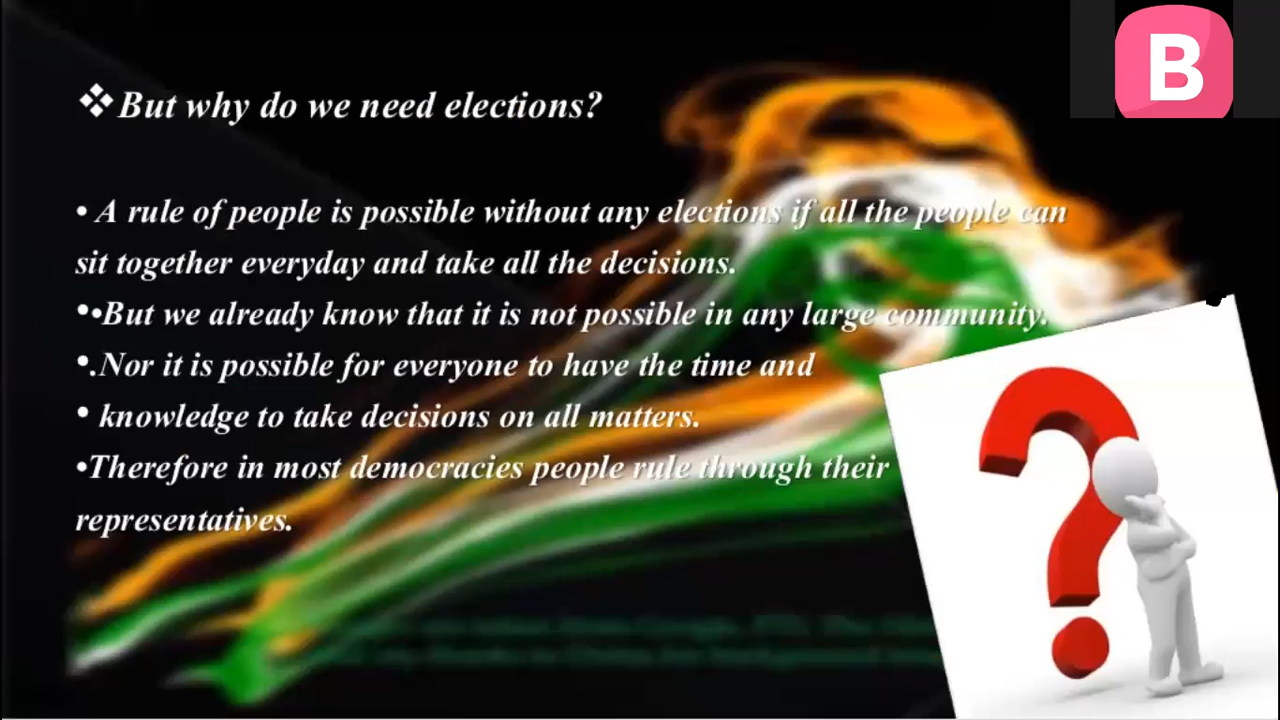 B
❖But why do we need elections?
• A rule of people is possible without any elections if all the people can
sit together everyday and take all the decisions.
••But we already know that it is not possible in any large community.
•.Nor it is possible for everyone to have the time and
• knowledge to take decisions on all matters.
•Therefore in most democracies people rule through their
representatives.